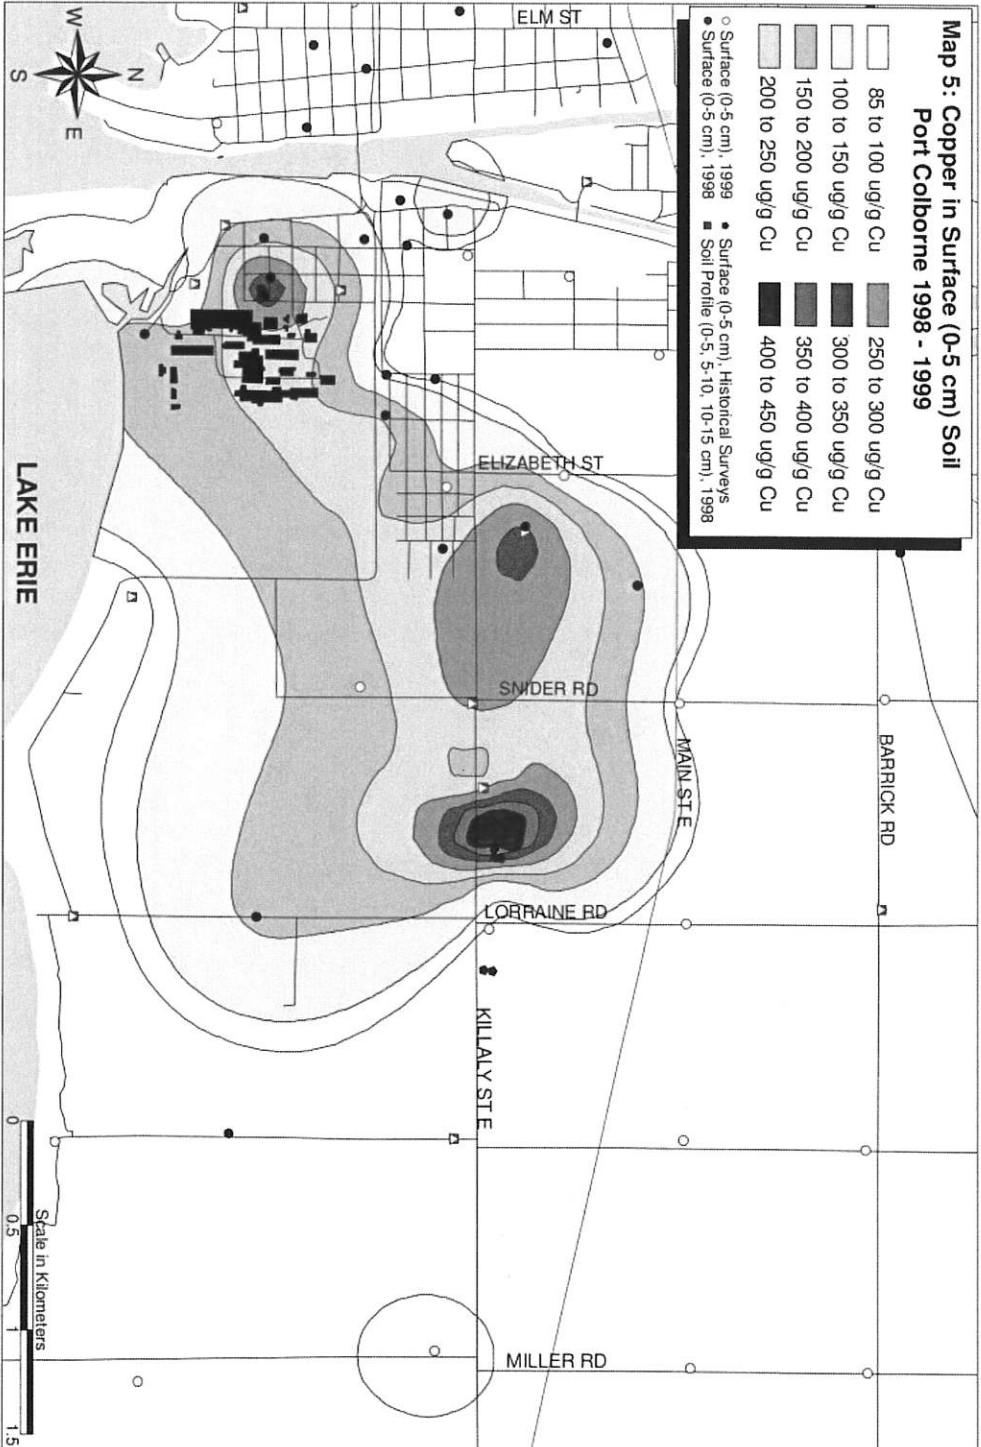 Map 5: Copper in Surface (0-5 cm) Soil
Port Colborne 1998 - 1999
85 to 100 ug/g Cu
100 to 150 ug/g Cu
150 to 200 ug/g Cu
200 to 250 ug/g Cu
250 to 300 ug/g Cu
300 to 350 ug/g Cu
350 to 400 ug/g Cu
400 to 450 ug/g Cu
Surface (0-5 cm), 1999
Surface (0-5 cm), 1998
Surface (0-5 cm), Historical Surveys
Soil Profile (0-5, 5-10, 10-15 cm), 1998
ELM ST
W
N
S
E
ELIZABETH ST
SNIDER RD
MAIN ST E
BARRICK RD
LORRAINE RD
KILLALY ST E
MILLER RD
LAKE ERIE
Scale in Kilometers
0
0.5
1
1.5